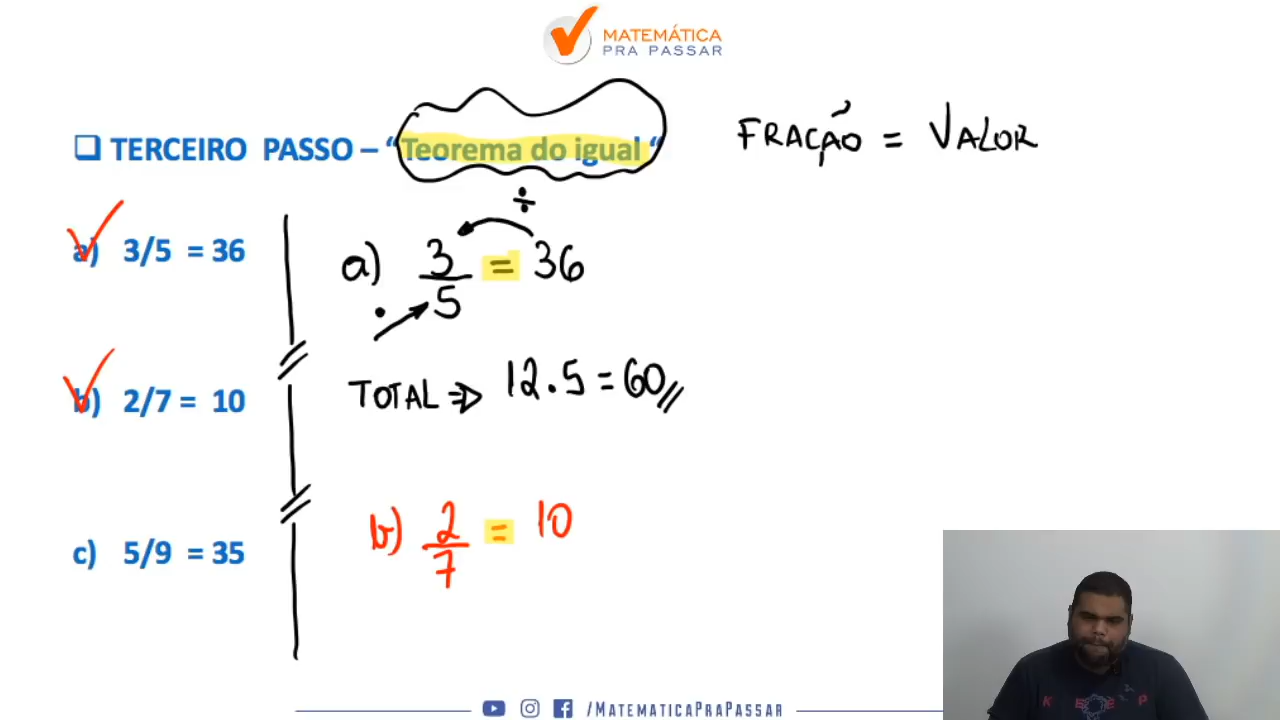 MATEMÁTICA
PRA PASSAR
TERCEIRO PASSO – “Teorema do igual “
FRAÇÃO = VALOR
÷
a) 3/5 = 36
a) 3/5 = 36
b) 2/7 = 10
TOTAL => 12.5 = 60//
c) 5/9 = 35
b) 2/7 = 10
/MATEMATICAPRAPASSAR